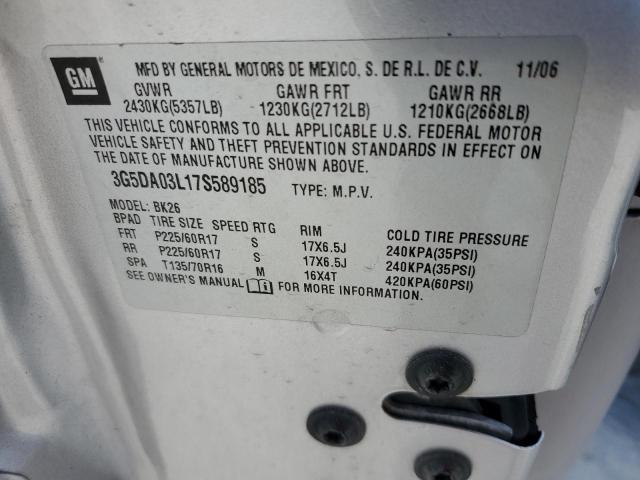 GM
MFD BY GENERAL MOTORS DE MEXICO, S. DE R.L. DE C.V. 11/06
GVWR GAWR FRT GAWR RR
2430KG(5357LB) 1230KG(2712LB) 1210KG(2668LB)
THIS VEHICLE CONFORMS TO ALL APPLICABLE U.S. FEDERAL MOTOR
VEHICLE SAFETY AND THEFT PREVENTION STANDARDS IN EFFECT ON
THE DATE OF MANUFACTURE SHOWN ABOVE.
3G5DA03L17S589185 TYPE: M.P.V.
MODEL: BK26
BPAD TIRE SIZE SPEED RTG RIM COLD TIRE PRESSURE
FRT P225/60R17 S 17X6.5J 240KPA(35PSI)
RR P225/60R17 S 17X6.5J 240KPA(35PSI)
SPA T135/70R16 M 16X4T 420KPA(60PSI)
SEE OWNER'S MANUAL FOR MORE INFORMATION.